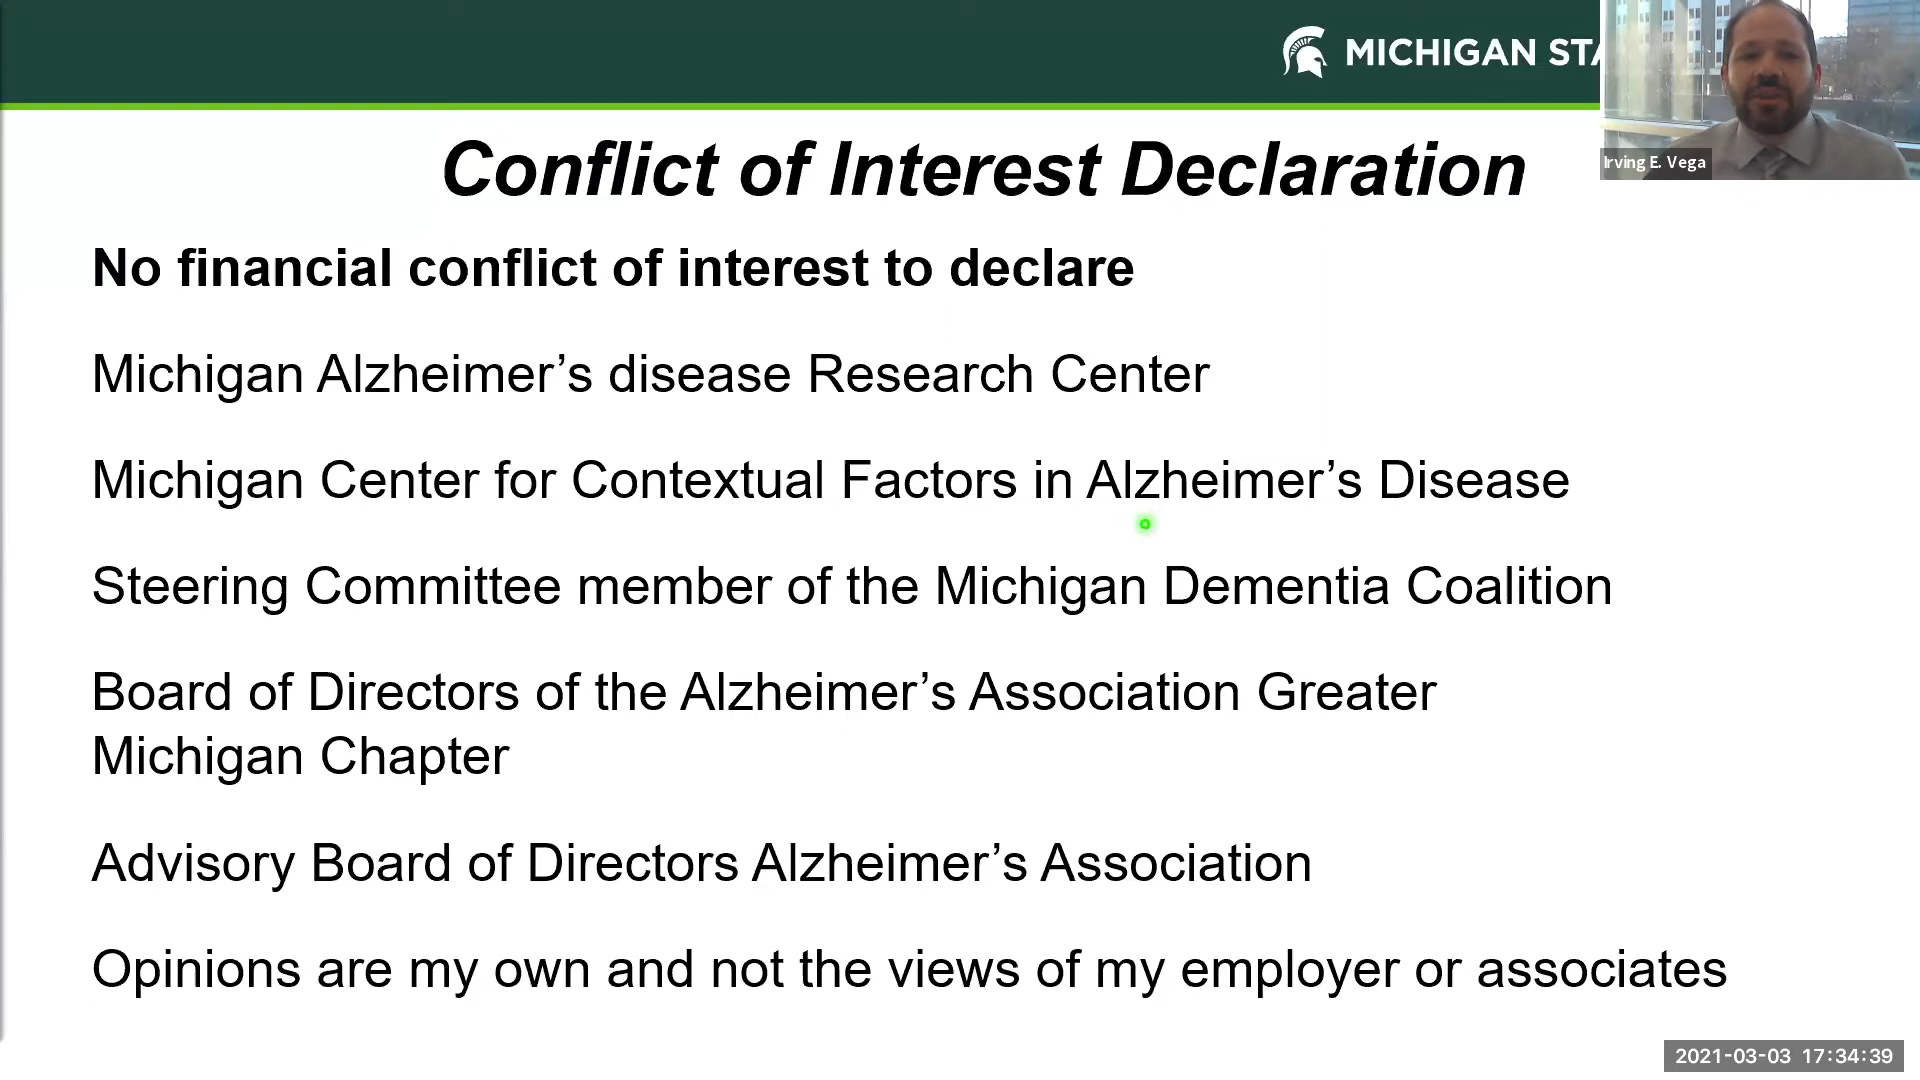 MICHIGAN STA
Irving E. Vega
Conflict of Interest Declaration
No financial conflict of interest to declare
Michigan Alzheimer’s disease Research Center
Michigan Center for Contextual Factors in Alzheimer’s Disease
Steering Committee member of the Michigan Dementia Coalition
Board of Directors of the Alzheimer’s Association Greater
Michigan Chapter
Advisory Board of Directors Alzheimer’s Association
Opinions are my own and not the views of my employer or associates
2021-03-03 17:34:39